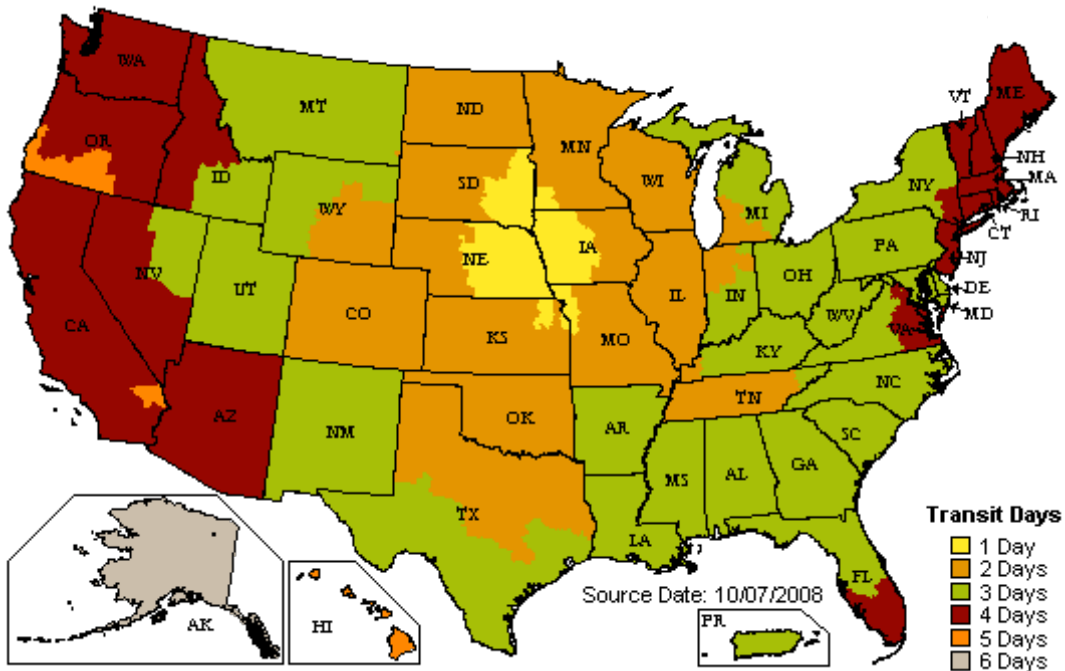 WA
MT
ND
MN
VT
ME
OR
ID
SD
WI
MI
NY
NH
MA
RI
CT
WY
NE
IA
PA
NJ
NV
UT
CO
IL
IN
OH
DE
MD
WV
VA
CA
KS
MO
KY
NC
AZ
NM
OK
AR
TN
SC
MS
AL
GA
TX
LA
FL
AK
HI
PR
Source Date: 10/07/2008
Transit Days
1 Day
2 Days
3 Days
4 Days
5 Days
6 Days